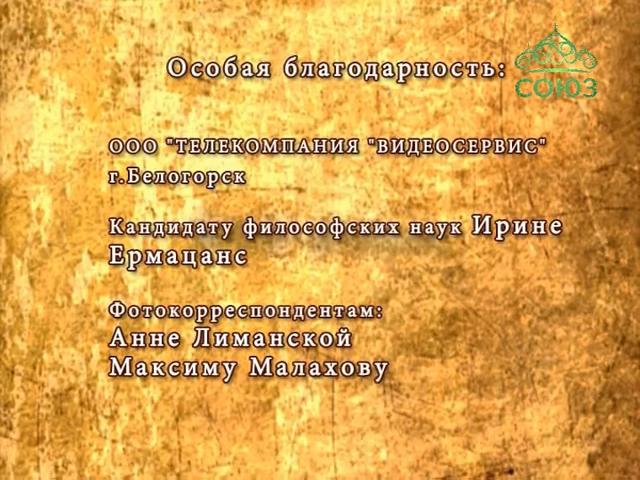 Особая благодарность:
СОЮЗ
ООО "ТЕЛЕКОМПАНИЯ "ВИДЕОСЕРВИС"
г.Белогорск
Кандидату философских наук Ирине
Ермацанс
Фотокорреспондентам:
Анне Лиманской
Максиму Малахову